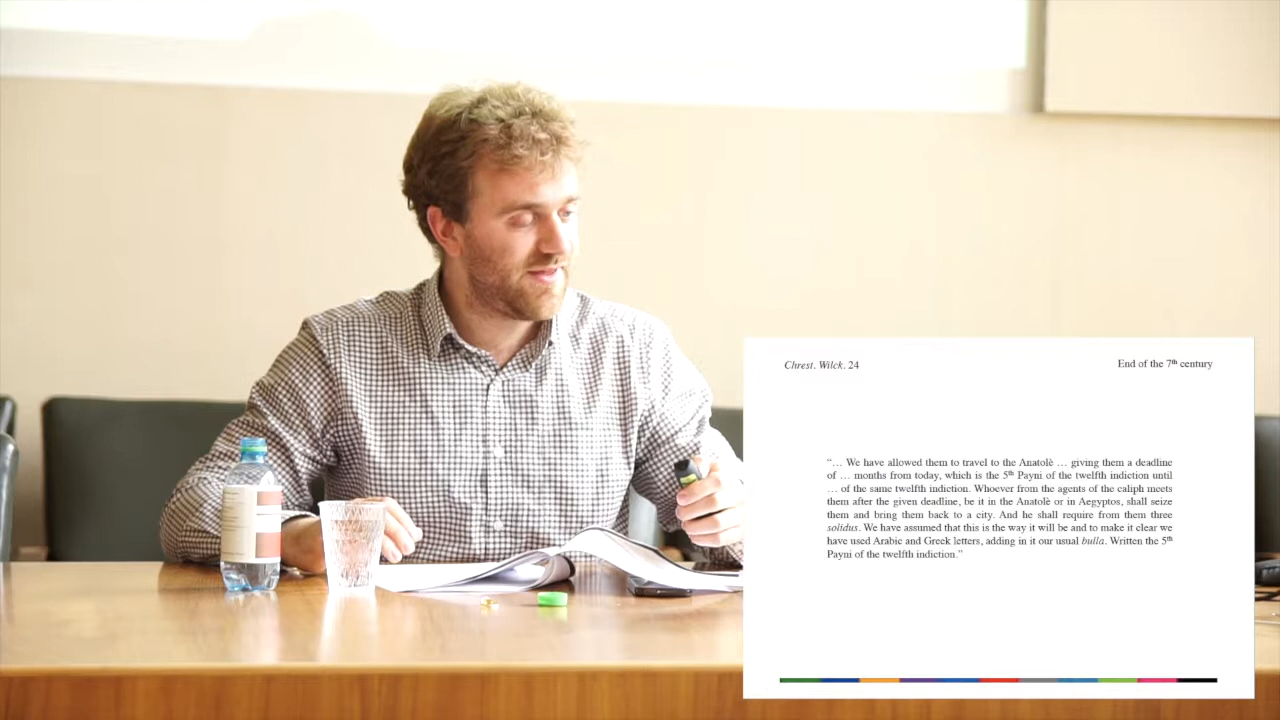 Chrest. Wilck. 24
End of the 7th century
“… We have allowed them to travel to the Anatolè … giving them a deadline
of … months from today, which is the 5th Payni of the twelfth indiction until
… of the same twelfth indiction. Whoever from the agents of the caliph meets
them after the given deadline, be it in the Anatolè or in Aegyptos, shall seize
them and bring them back to a city. And he shall require from them three
solidus. We have assumed that this is the way it will be and to make it clear we
have used Arabic and Greek letters, adding in it our usual bulla. Written the 5th
Payni of the twelfth indiction.”